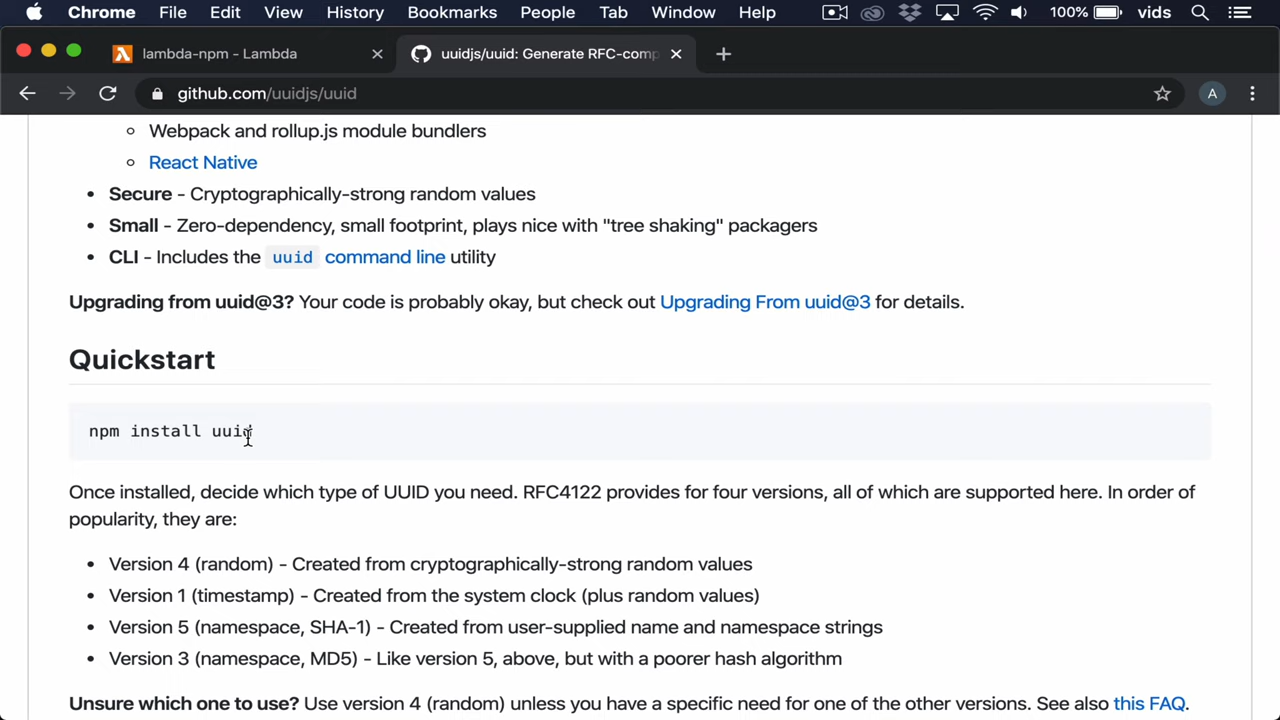 Chrome File Edit View History Bookmarks People Tab Window Help 100% vids
lambda-npm - Lambda
uuidjs/uuid: Generate RFC-comp
github.com/uuidjs/uuid
A
Webpack and rollup.js module bundlers
React Native
Secure - Cryptographically-strong random values
Small - Zero-dependency, small footprint, plays nice with "tree shaking" packagers
CLI - Includes the uuid command line utility
Upgrading from uuid@3? Your code is probably okay, but check out Upgrading From uuid@3 for details.
Quickstart
npm install uuid
Once installed, decide which type of UUID you need. RFC4122 provides for four versions, all of which are supported here. In order of
popularity, they are:
Version 4 (random) - Created from cryptographically-strong random values
Version 1 (timestamp) - Created from the system clock (plus random values)
Version 5 (namespace, SHA-1) - Created from user-supplied name and namespace strings
Version 3 (namespace, MD5) - Like version 5, above, but with a poorer hash algorithm
Unsure which one to use? Use version 4 (random) unless you have a specific need for one of the other versions. See also this FAQ.